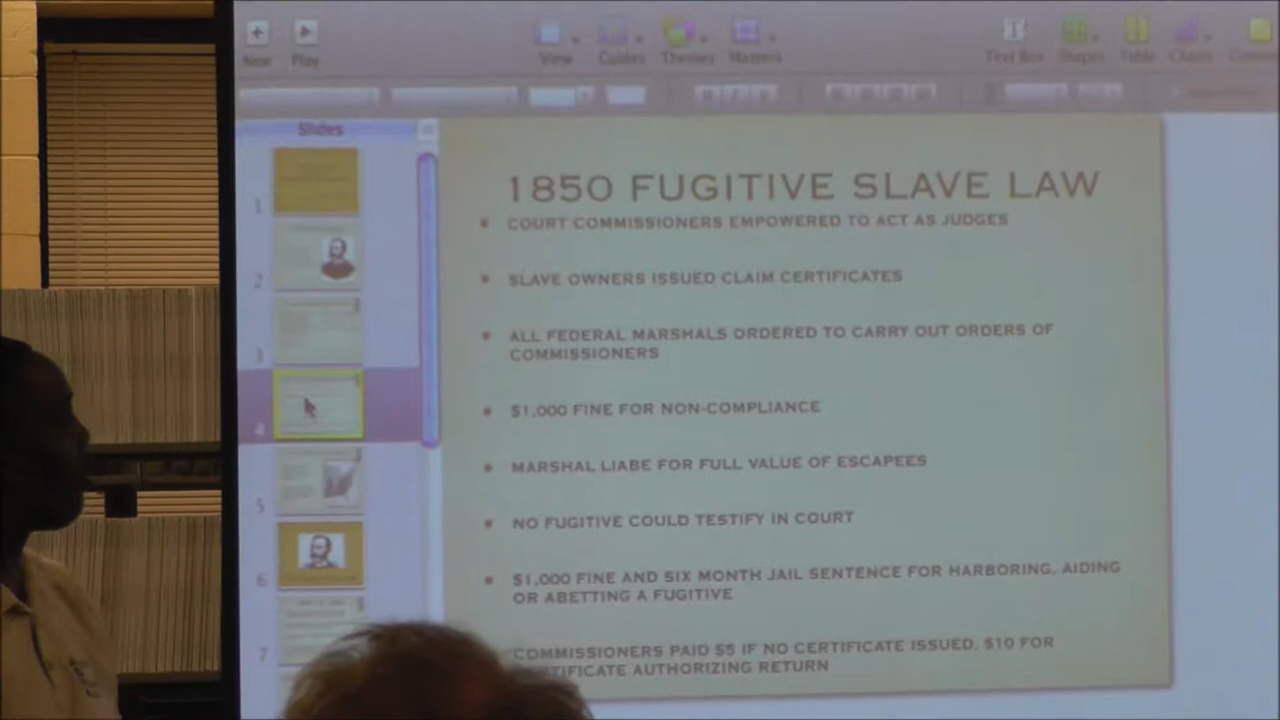 New Play View Guides Themes Masters Text Box Shapes Table Charts
Slides
1
2
3
4
5
6
7
1850 FUGITIVE SLAVE LAW
COURT COMMISSIONERS EMPOWERED TO ACT AS JUDGES
SLAVE OWNERS ISSUED CLAIM CERTIFICATES
ALL FEDERAL MARSHALS ORDERED TO CARRY OUT ORDERS OF
COMMISSIONERS
$1,000 FINE FOR NON-COMPLIANCE
MARSHAL LIABE FOR FULL VALUE OF ESCAPEES
NO FUGITIVE COULD TESTIFY IN COURT
$1,000 FINE AND SIX MONTH JAIL SENTENCE FOR HARBORING, AIDING
OR ABETTING A FUGITIVE
COMMISSIONERS PAID $5 IF NO CERTIFICATE ISSUED, $10 FOR
AUTHORIZING RETURN